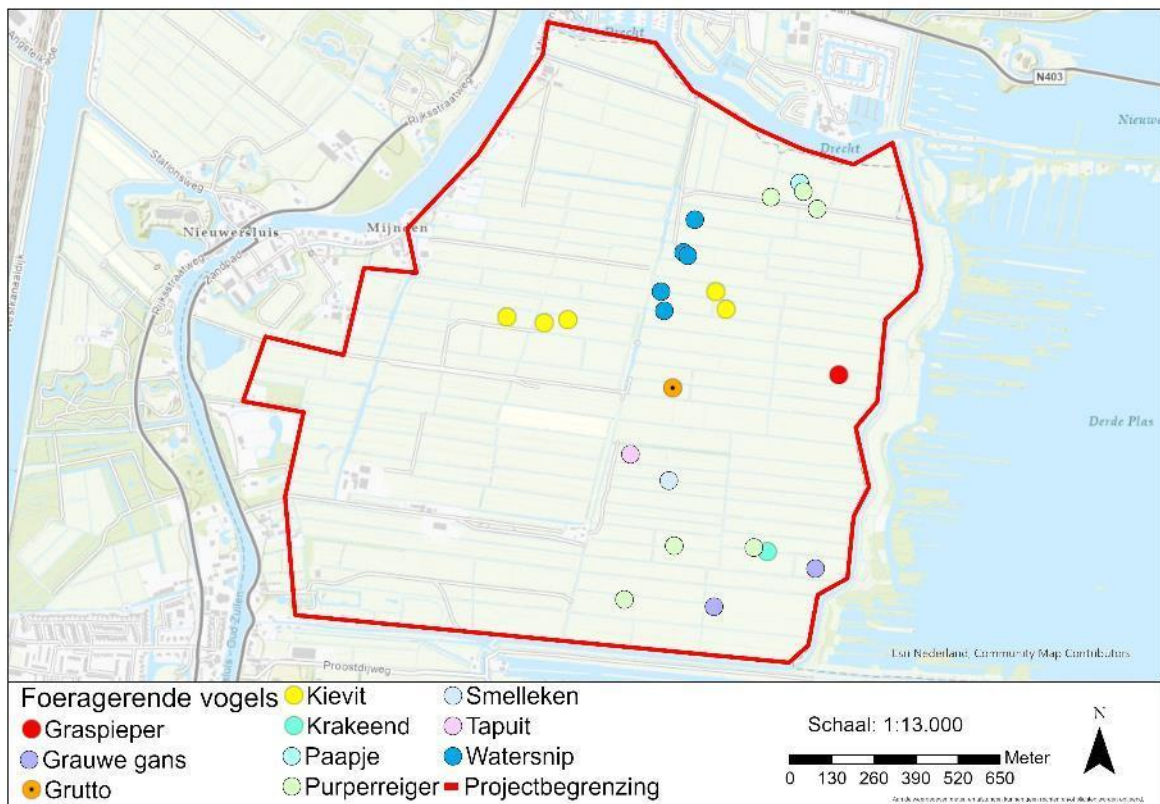 Drecht
N403
Nieuwe
Drecht
Rijksstraatweg
Stationsweg
Nieuwersluis
Mijnden
Zandpad
Rijksstraatweg
Derde Plas
Proostdijweg
Esri Nederland, Community Map Contributors
Foeragerende vogels
Graspieper
Grauwe gans
Grutto
Kievit
Krakeend
Paapje
Purperreiger
Smelleken
Tapuit
Watersnip
Projectbegrenzing
Schaal: 1:13.000
Meter
0 130 260 390 520 650
N